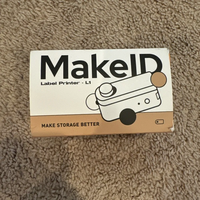 MakeID
Label Printer - L1
MAKE STORAGE BETTER